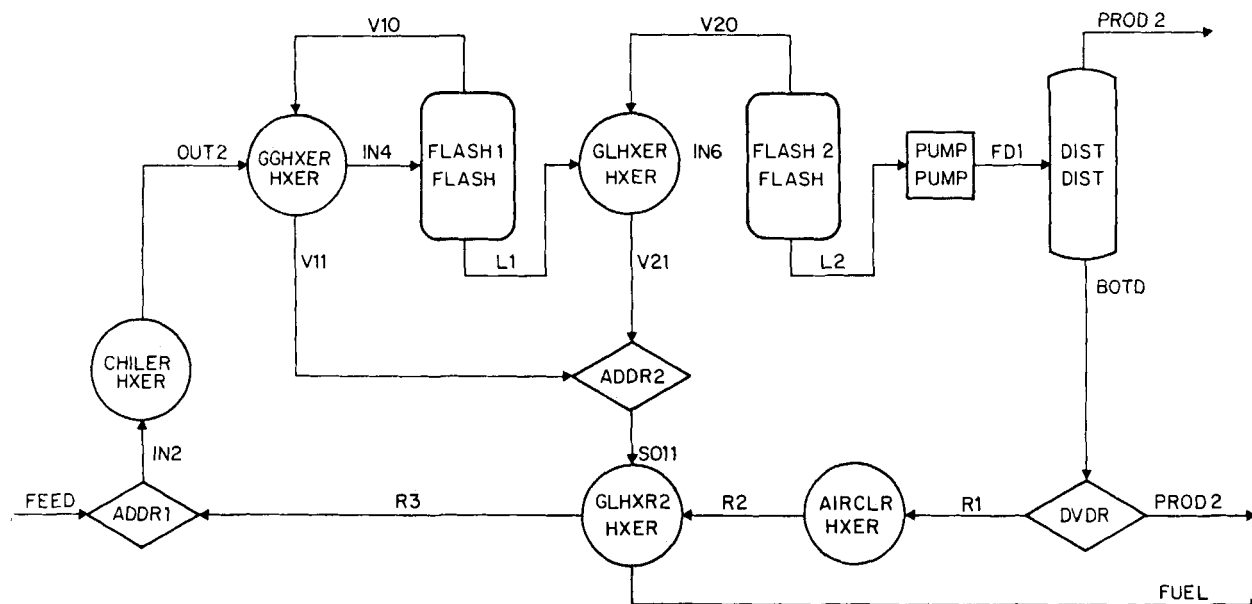 V10
V20
PROD 2
OUT2
GGHXER
HXER
IN4
FLASH 1
FLASH
GLHXER
HXER
IN6
FLASH 2
FLASH
PUMP
PUMP
FD1
DIST
DIST
V11
L1
V21
L2
BOTD
CHILER
HXER
ADDR2
IN2
SO11
FEED
ADDR1
R3
GLHXR2
HXER
R2
AIRCLR
HXER
R1
DVDR
PROD 2
FUEL